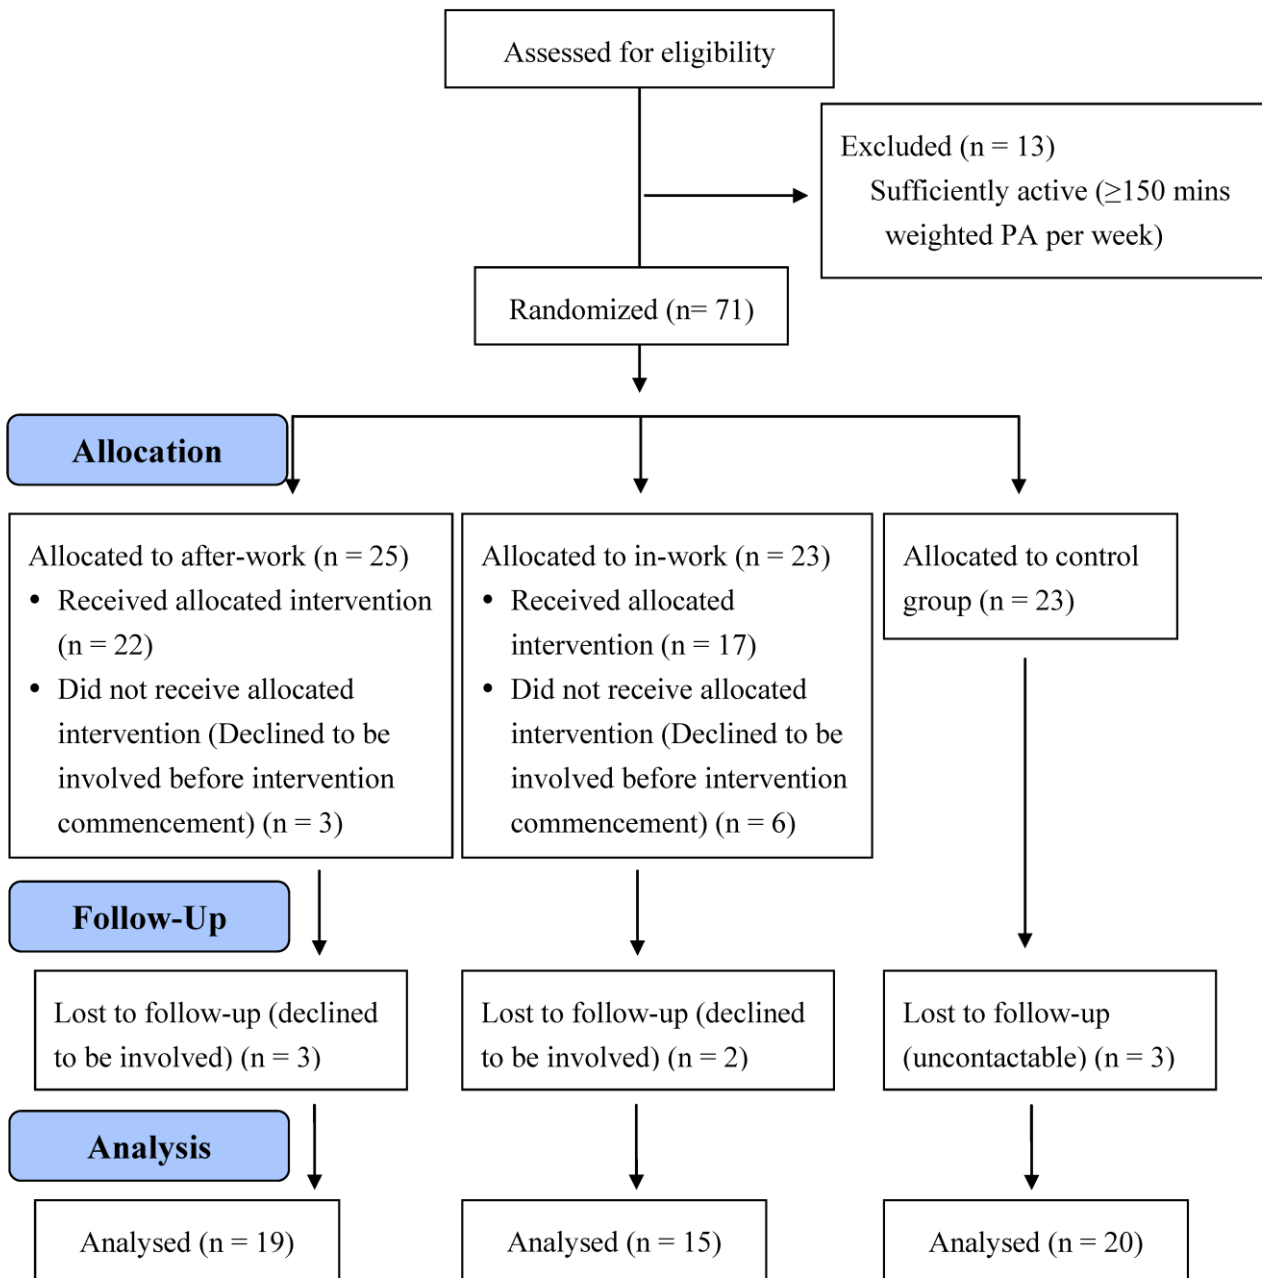 Assessed for eligibility
Excluded (n = 13)
Sufficiently active (≥150 mins
weighted PA per week)
Randomized (n= 71)
Allocation
Allocated to after-work (n = 25)
• Received allocated intervention
(n = 22)
• Did not receive allocated
intervention (Declined to be
involved before intervention
commencement) (n = 3)
Allocated to in-work (n = 23)
• Received allocated
intervention (n = 17)
• Did not receive allocated
intervention (Declined to be
involved before intervention
commencement) (n = 6)
Allocated to control
group (n = 23)
Follow-Up
Lost to follow-up (declined
to be involved) (n = 3)
Lost to follow-up (declined
to be involved) (n = 2)
Lost to follow-up
(uncontactable) (n = 3)
Analysis
Analysed (n = 19)
Analysed (n = 15)
Analysed (n = 20)